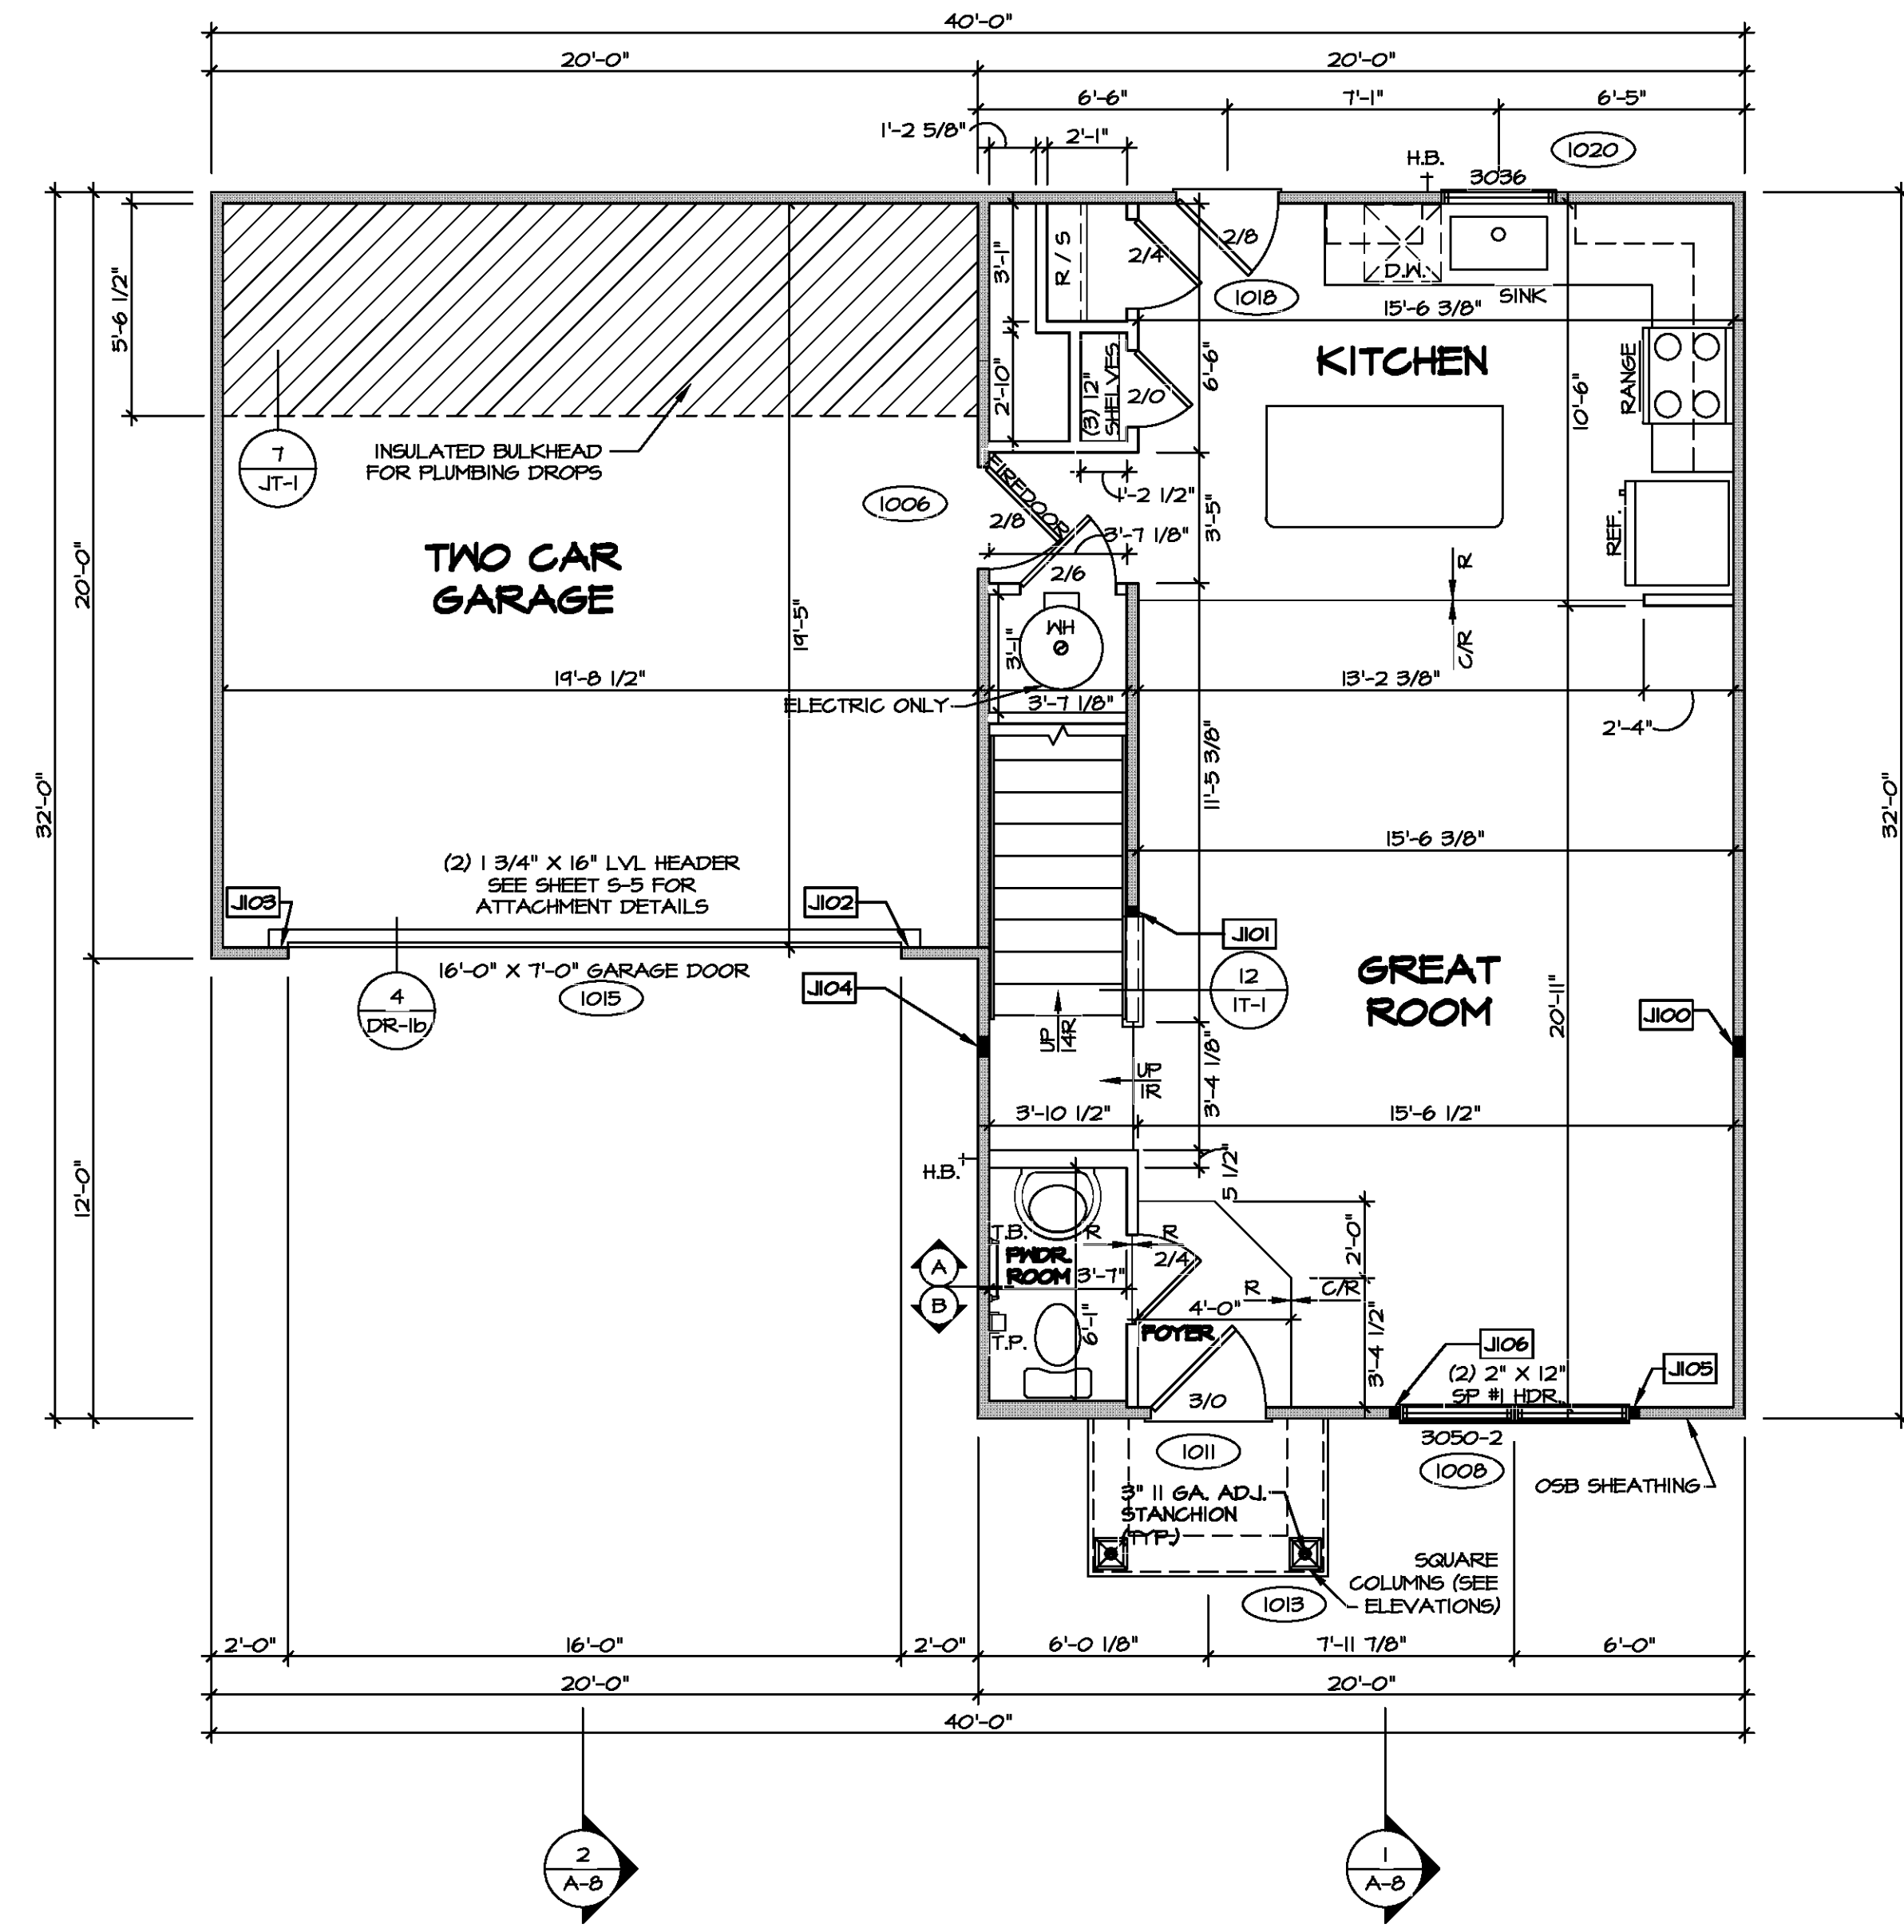 40'-0"
20'-0"
20'-0"
6'-6"
7'-1"
6'-5"
1'-2 5/8"
2'-1"
1020
H.B.
3036
R / S
2/4
2/8
D.W.
SINK
1018
3'-1"
15'-6 3/8"
5'-6 1/2"
KITCHEN
RANGE
6'-6"
10'-6"
2'-10"
(3) 12"
SHELVES
2/0
7
JT-1
INSULATED BULKHEAD
FOR PLUMBING DROPS
FIREDOOR
1006
2/8
1'-2 1/2"
3'-7 1/8"
3'-5"
REF.
TWO CAR
GARAGE
20'-0"
2/6
R
C/R
WH
3'-1"
19'-5"
19'-8 1/2"
ELECTRIC ONLY
3'-7 1/8"
13'-2 3/8"
2'-4"
32'-0"
32'-0"
11'-5 3/8"
15'-6 3/8"
(2) 1 3/4" X 16" LVL HEADER
SEE SHEET S-5 FOR
ATTACHMENT DETAILS
J103
J102
J101
16'-0" X 7'-0" GARAGE DOOR
1015
4
DR-1b
J104
12
IT-1
GREAT
ROOM
20'-11"
J100
UP
14R
UP
1R
3'-4 1/8"
3'-10 1/2"
15'-6 1/2"
12'-0"
H.B.
5 1/2"
T.B.
R
R
PWDR.
ROOM
3'-7"
2/4
2'-0"
A
B
R
C/R
4'-0"
T.P.
6'-1"
FOYER
3'-4 1/2"
J106
(2) 2" X 12"
SP #1 HDR.
J105
3/0
1011
3050-2
1008
OSB SHEATHING
3" 11 GA. ADJ.
STANCHION
(TYP.)
SQUARE
COLUMNS (SEE
ELEVATIONS)
1013
2'-0"
16'-0"
2'-0"
6'-0 1/8"
7'-11 7/8"
6'-0"
20'-0"
20'-0"
40'-0"
2
A-8
1
A-8